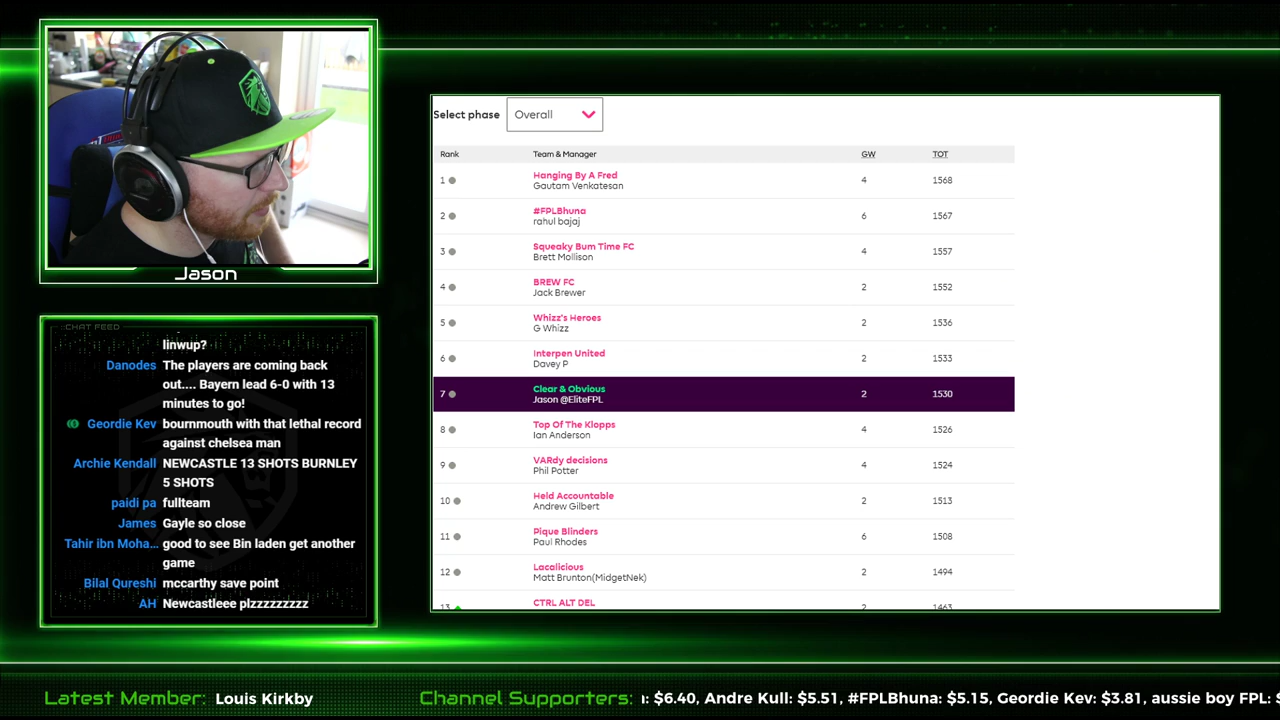 Jason
::CHAT FEED
linwup?
Danodes The players are coming back
out.... Bayern lead 6-0 with 13
minutes to go!
Geordie Kev bournmouth with that lethal record
against chelsea man
Archie Kendall NEWCASTLE 13 SHOTS BURNLEY
5 SHOTS
paidi pa fullteam
James Gayle so close
Tahir ibn Moha... good to see Bin laden get another
game
Bilal Qureshi mccarthy save point
AH Newcastleee plzzzzzzzzz
Select phase Overall
Rank Team & Manager GW TOT
1 Hanging By A Fred 4 1568
Gautam Venkatesan
2 #FPLBhuna 6 1567
rahul bajaj
3 Squeaky Bum Time FC 4 1557
Brett Mollison
4 BREW FC 2 1552
Jack Brewer
5 Whizz's Heroes 2 1536
G Whizz
6 Interpen United 2 1533
Davey P
7 Clear & Obvious 2 1530
Jason @EliteFPL
8 Top Of The Klopps 4 1526
Ian Anderson
9 VARdy decisions 4 1524
Phil Potter
10 Held Accountable 2 1513
Andrew Gilbert
11 Pique Blinders 6 1508
Paul Rhodes
12 Lacalicious 2 1494
Matt Brunton(MidgetNek)
13 CTRL ALT DEL 2 1463
Latest Member: Louis Kirkby Channel Supporters: : $6.40, Andre Kull: $5.51, #FPLBhuna: $5.15, Geordie Kev: $3.81, aussie boy FPL: